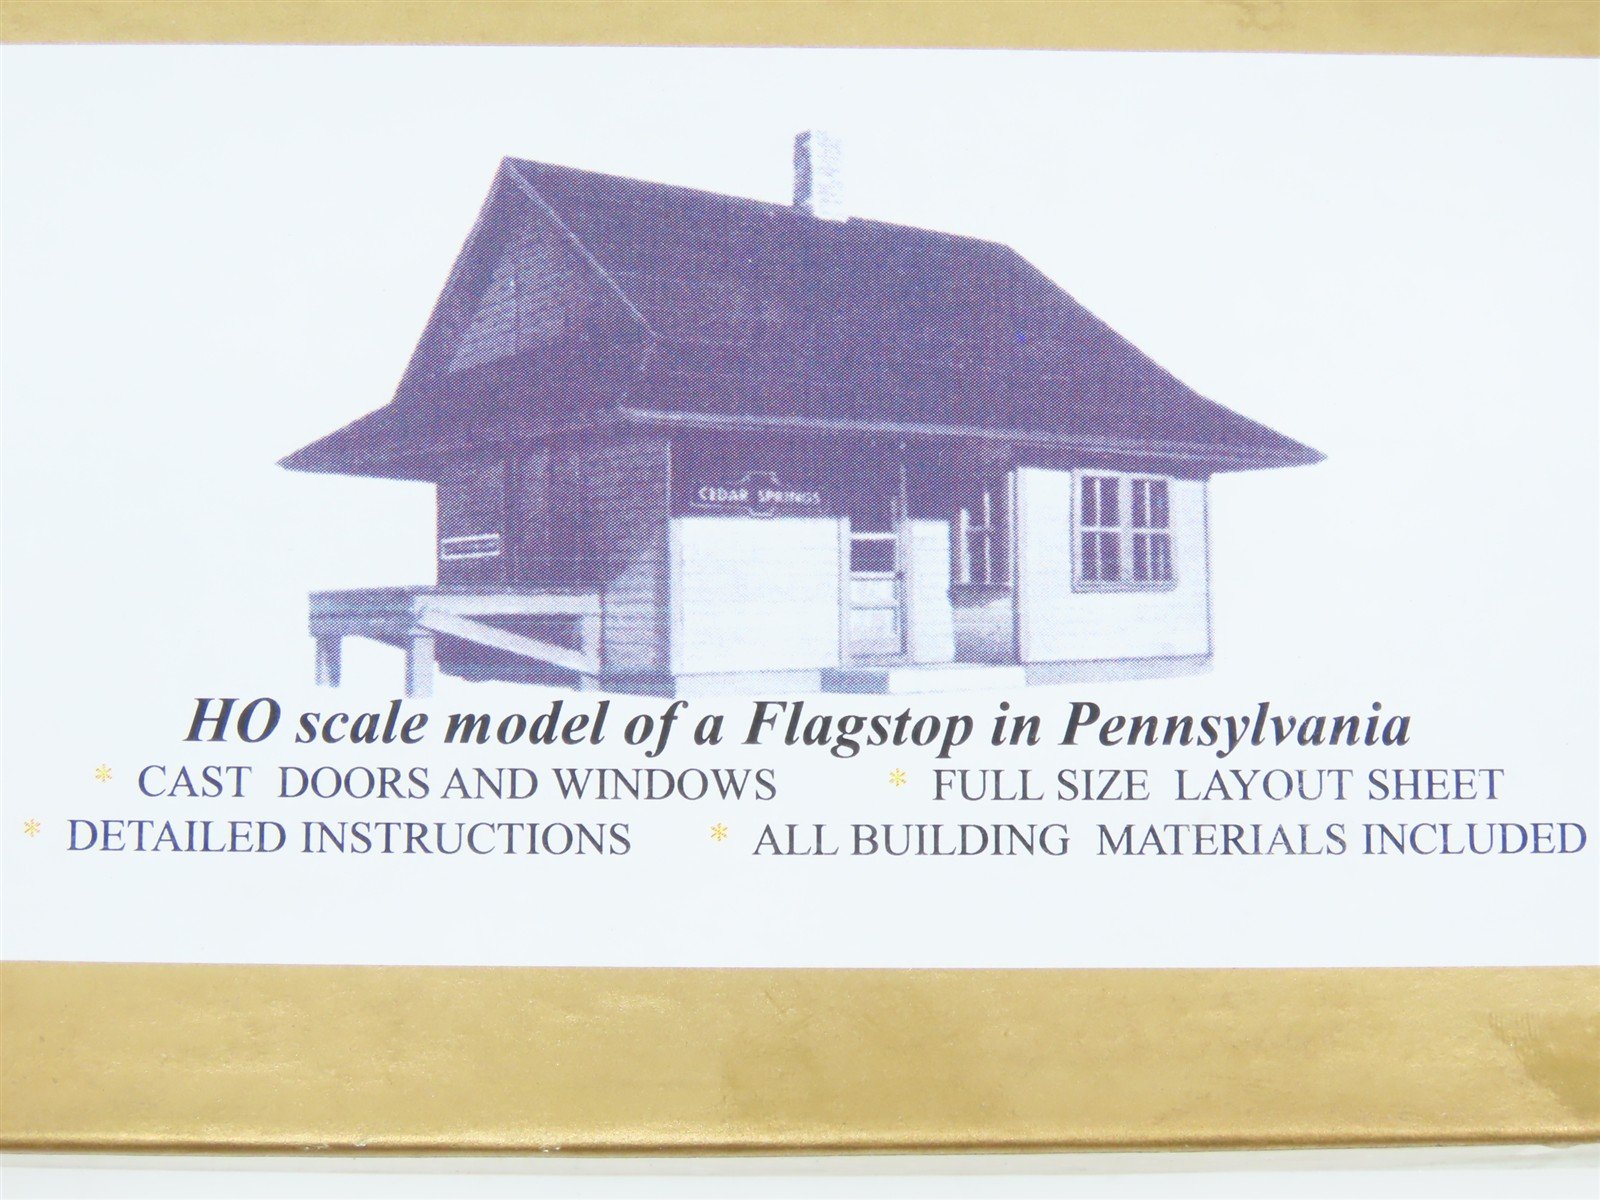 CEDAR SPRINGS
HO scale model of a Flagstop in Pennsylvania
* CAST DOORS AND WINDOWS * FULL SIZE LAYOUT SHEET
* DETAILED INSTRUCTIONS * ALL BUILDING MATERIALS INCLUDED